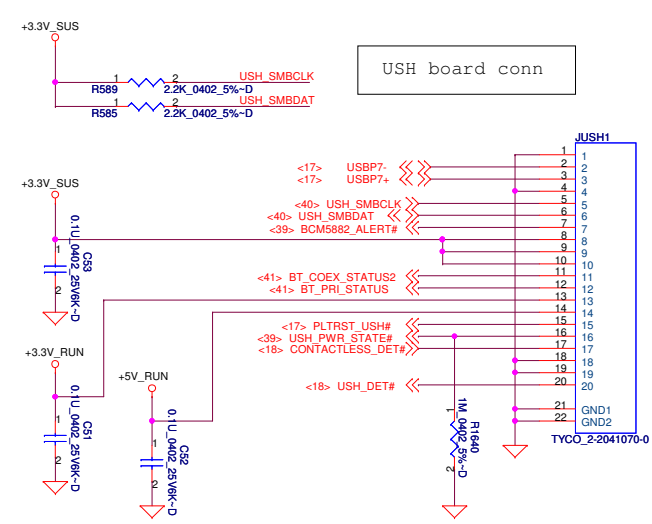 +3.3V_SUS
USH board conn
1 2 USH_SMBCLK
R589 2.2K_0402_5%~D
1 2 USH_SMBDAT
R585 2.2K_0402_5%~D
JUSH1
1 1
<17> USBP7- 2 2
<17> USBP7+ 3 3
4 4
<40> USH_SMBCLK 5 5
<40> USH_SMBDAT 6 6
<39> BCM5882_ALERT# 7 7
8 8
9 9
10 10
<41> BT_COEX_STATUS2 11 11
<41> BT_PRI_STATUS 12 12
13 13
14 14
<17> PLTRST_USH# 15 15
<39> USH_PWR_STATE# 16 16
<18> CONTACTLESS_DET# 17 17
18 18
19 19
<18> USH_DET# 20 20
21 GND1
22 GND2
TYCO_2-2041070-0
+3.3V_SUS
1
2
C53
0.1U_0402_25V6K~D
+3.3V_RUN
1
2
C51
0.1U_0402_25V6K~D
+5V_RUN
1
2
C52
0.1U_0402_25V6K~D
1
2
R1640
1M_0402_5%~D